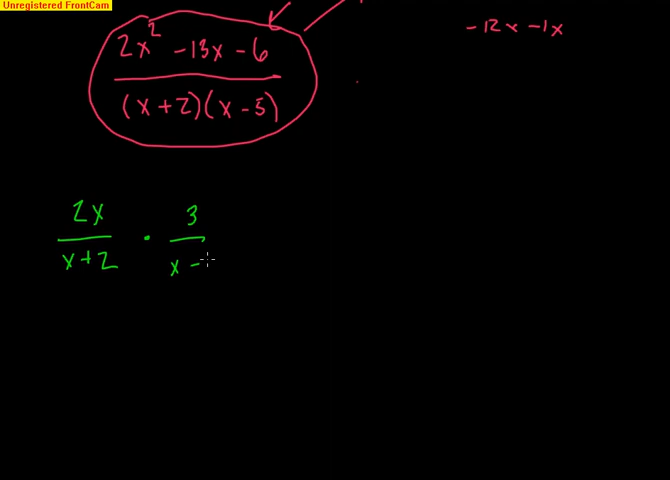 Unregistered FrontCam
-12x -1x
2x² -13x - 6
(x+2)(x-5)
2x/x+2 · 3/x-